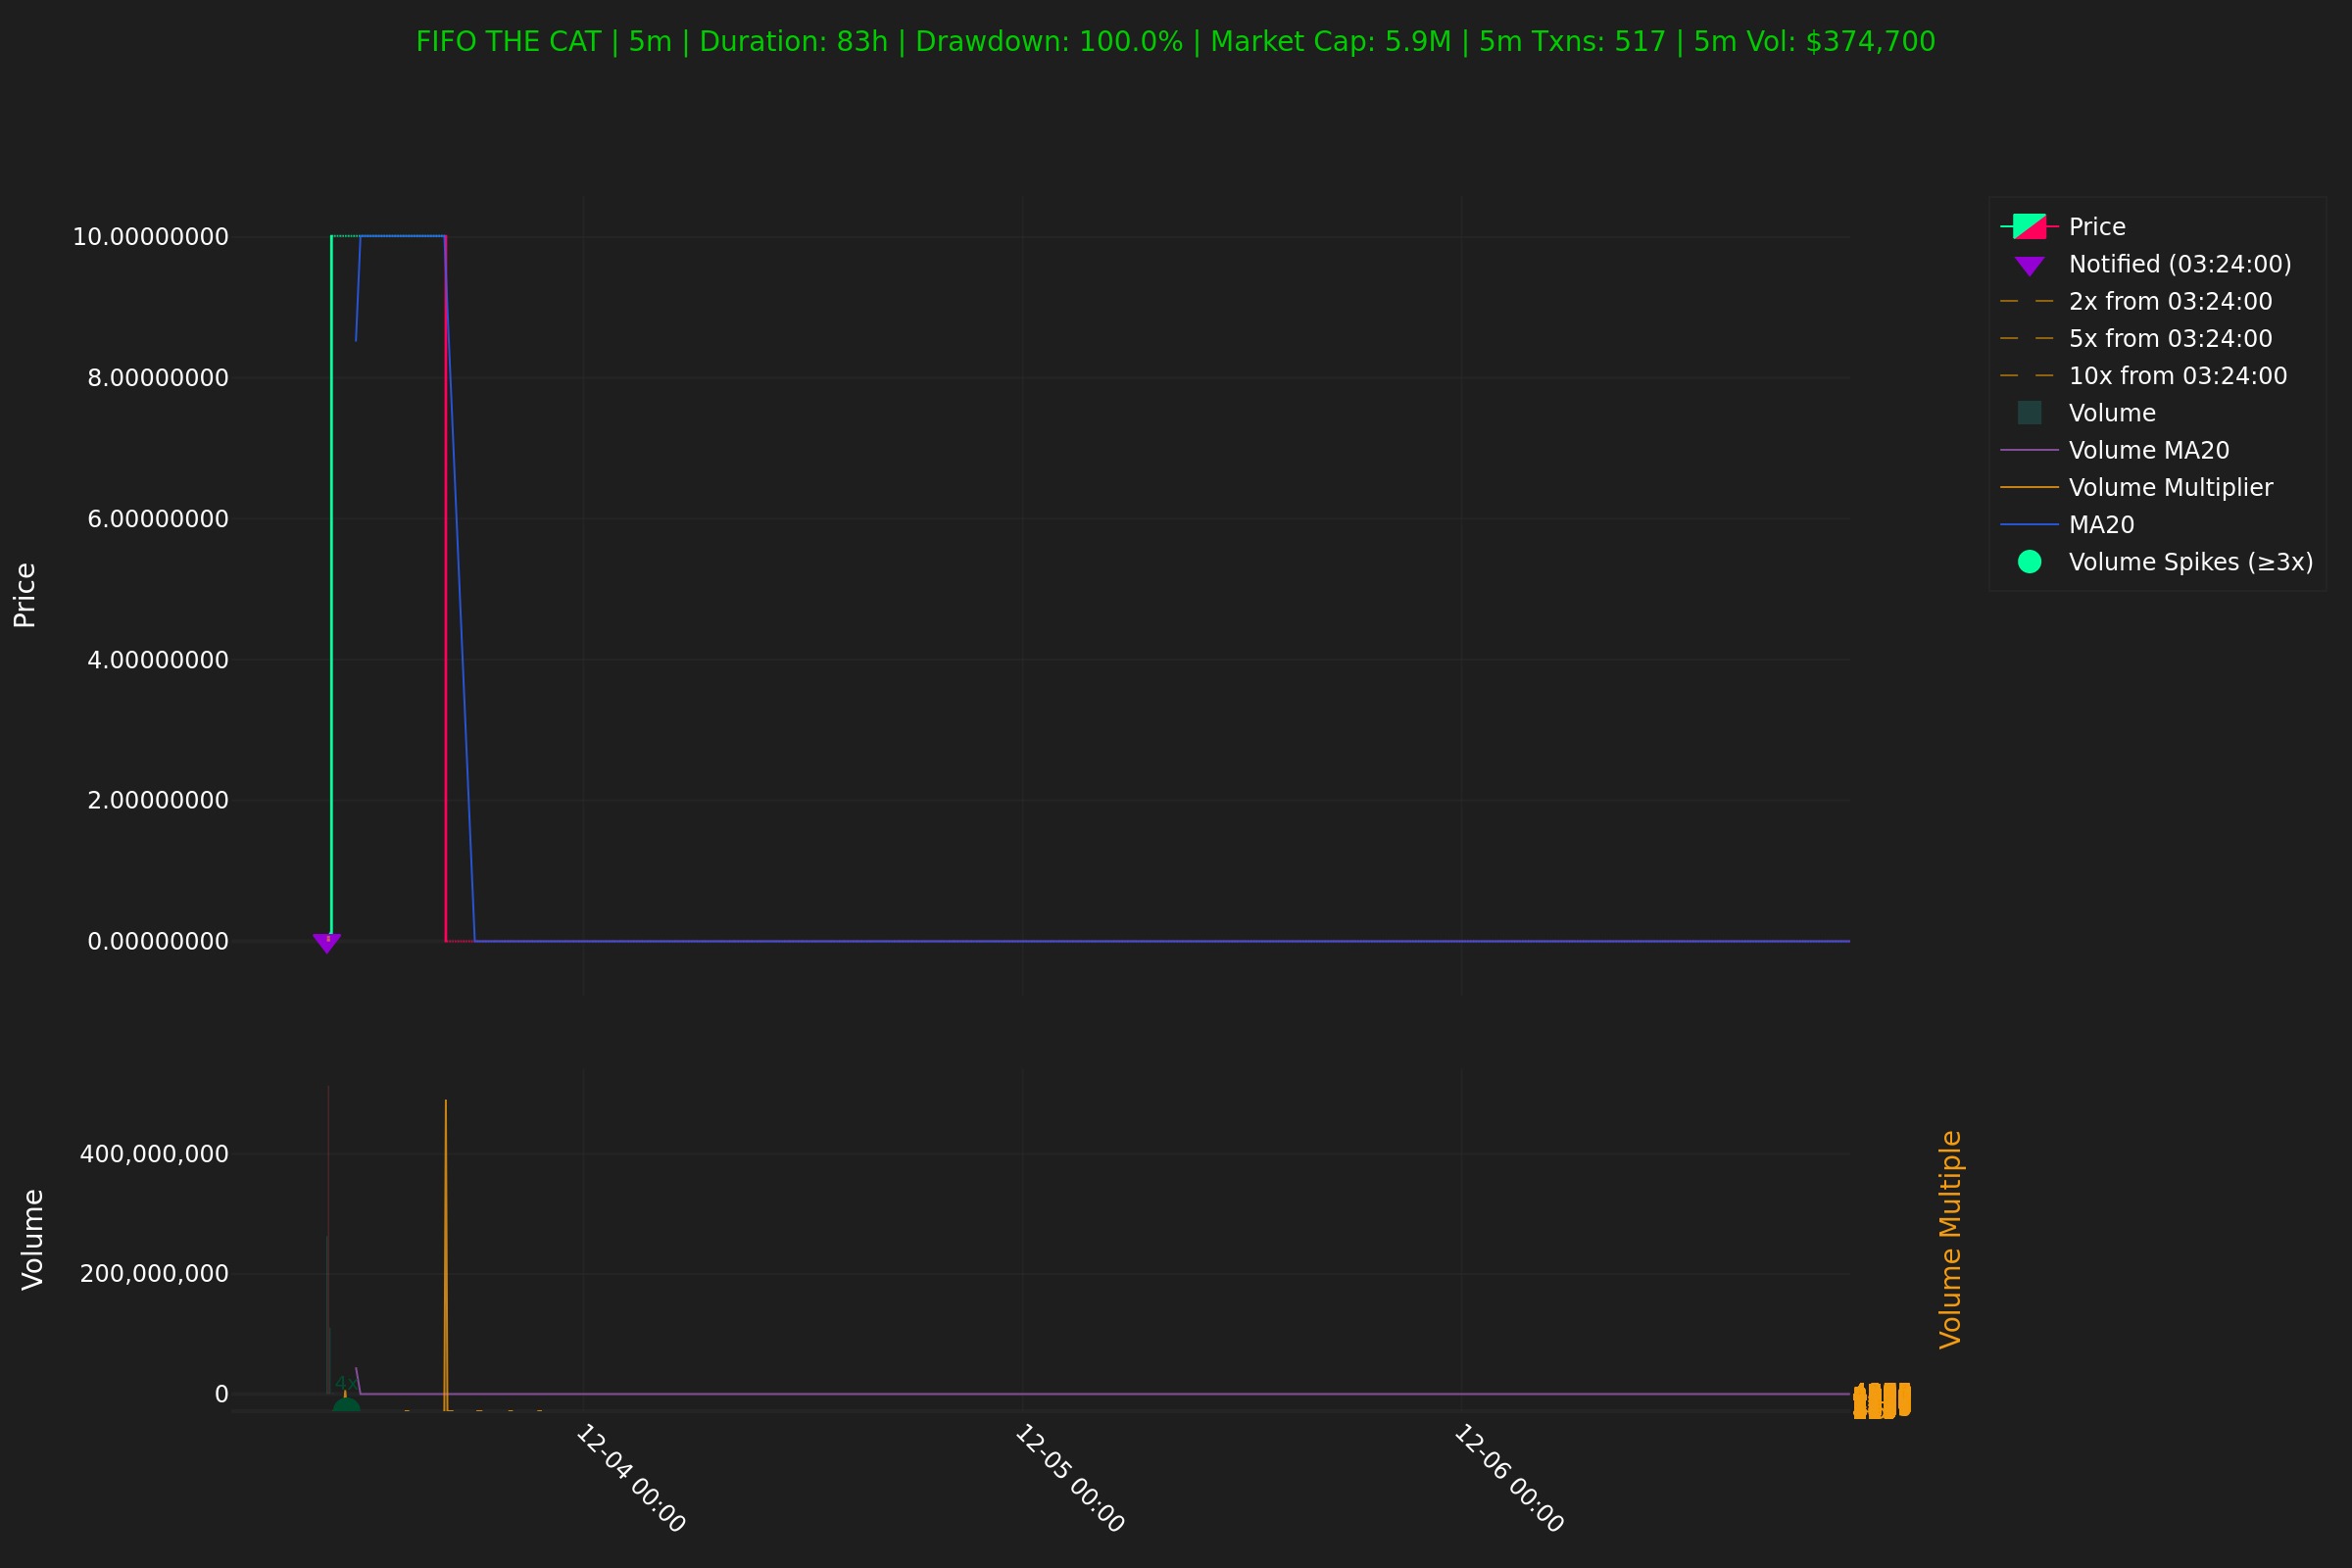 FIFO THE CAT | 5m | Duration: 83h | Drawdown: 100.0% | Market Cap: 5.9M | 5m Txns: 517 | 5m Vol: $374,700
Price
10.00000000
8.00000000
6.00000000
4.00000000
2.00000000
0.00000000
Price
Notified (03:24:00)
2x from 03:24:00
5x from 03:24:00
10x from 03:24:00
Volume
Volume MA20
Volume Multiplier
MA20
Volume Spikes (≥3x)
Volume
400,000,000
200,000,000
0
4x
Volume Multiple
12-04 00:00
12-05 00:00
12-06 00:00